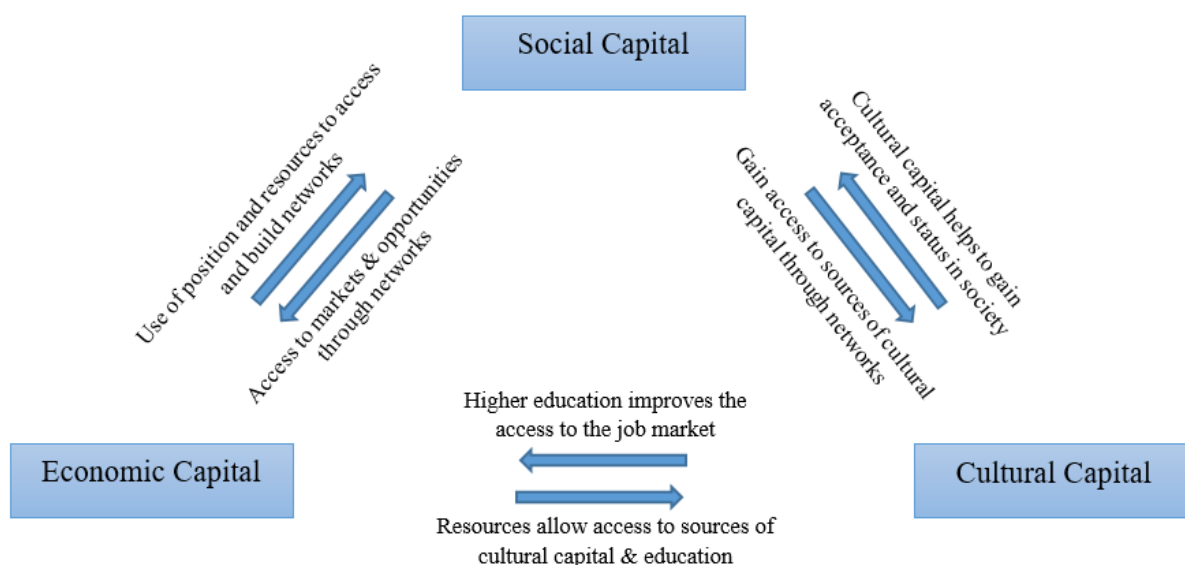 Social Capital
Use of position and resources to access
and build networks
Access to markets & opportunities
through networks
Cultural capital helps to gain
acceptance and status in society
Gain access to sources of cultural
capital through networks
Higher education improves the
access to the job market
Economic Capital
Cultural Capital
Resources allow access to sources of
cultural capital & education